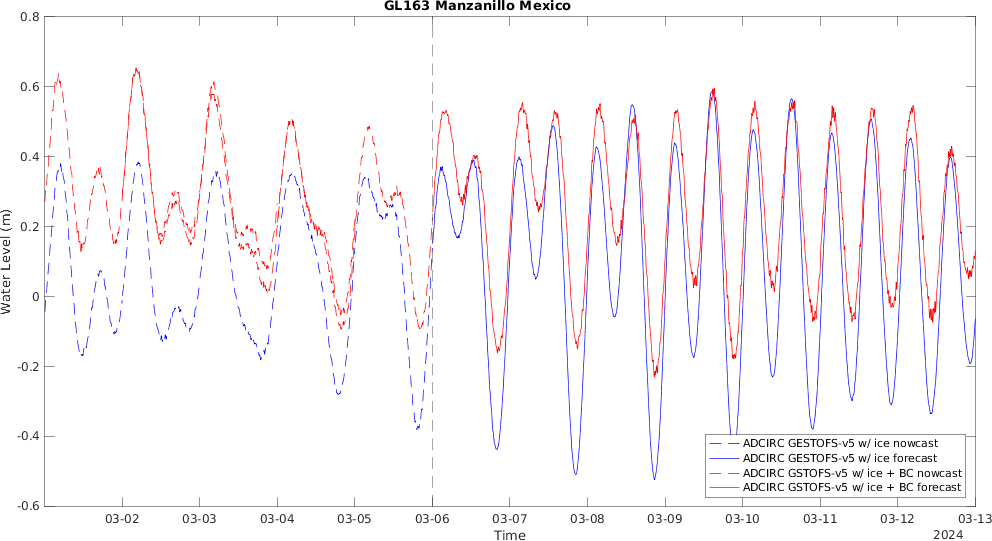 GL163 Manzanillo Mexico
Water Level (m)
0.8
0.6
0.4
0.2
0
-0.2
-0.4
-0.6
ADCIRC GESTOFS-v5 w/ ice nowcast
ADCIRC GESTOFS-v5 w/ ice forecast
ADCIRC GSTOFS-v5 w/ ice + BC nowcast
ADCIRC GSTOFS-v5 w/ ice + BC forecast
03-02 03-03 03-04 03-05 03-06 03-07 03-08 03-09 03-10 03-11 03-12 03-13
Time
2024